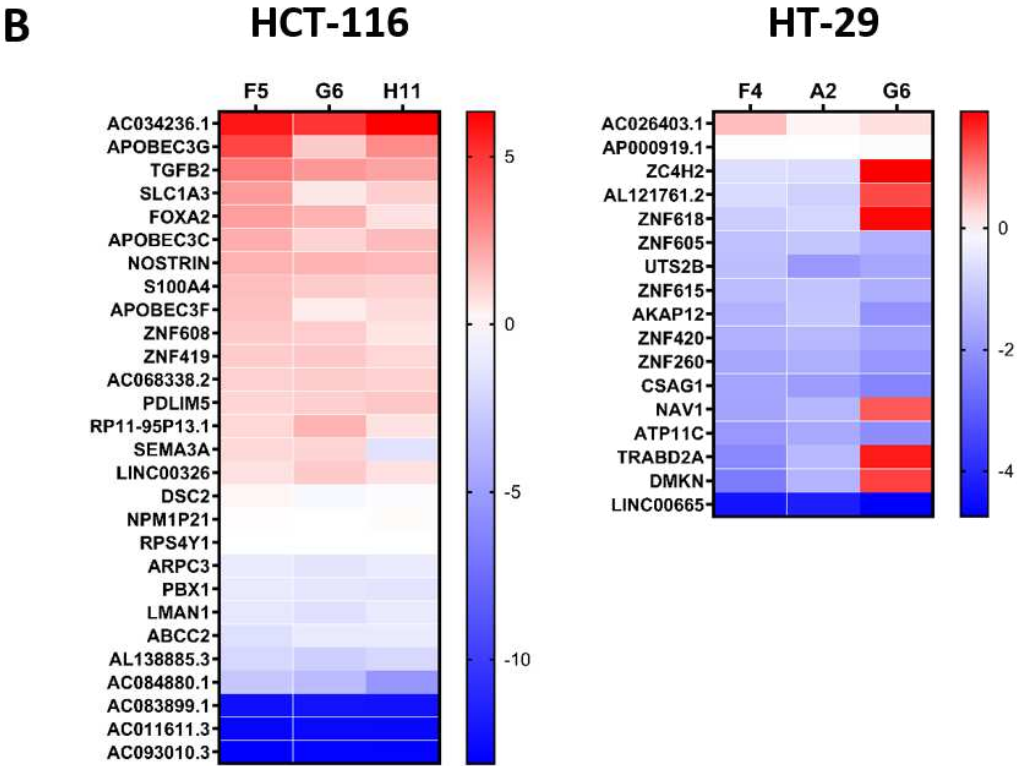 B
HCT-116
HT-29
F5 G6 H11
AC034236.1
APOBEC3G
TGFB2
SLC1A3
FOXA2
APOBEC3C
NOSTRIN
S100A4
APOBEC3F
ZNF608
ZNF419
AC068338.2
PDLIM5
RP11-95P13.1
SEMA3A
LINC00326
DSC2
NPM1P21
RPS4Y1
ARPC3
PBX1
LMAN1
ABCC2
AL138885.3
AC084880.1
AC083899.1
AC011611.3
AC093010.3
5
0
-5
-10
F4 A2 G6
AC026403.1
AP000919.1
ZC4H2
AL121761.2
ZNF618
ZNF605
UTS2B
ZNF615
AKAP12
ZNF420
ZNF260
CSAG1
NAV1
ATP11C
TRABD2A
DMKN
LINC00665
0
-2
-4